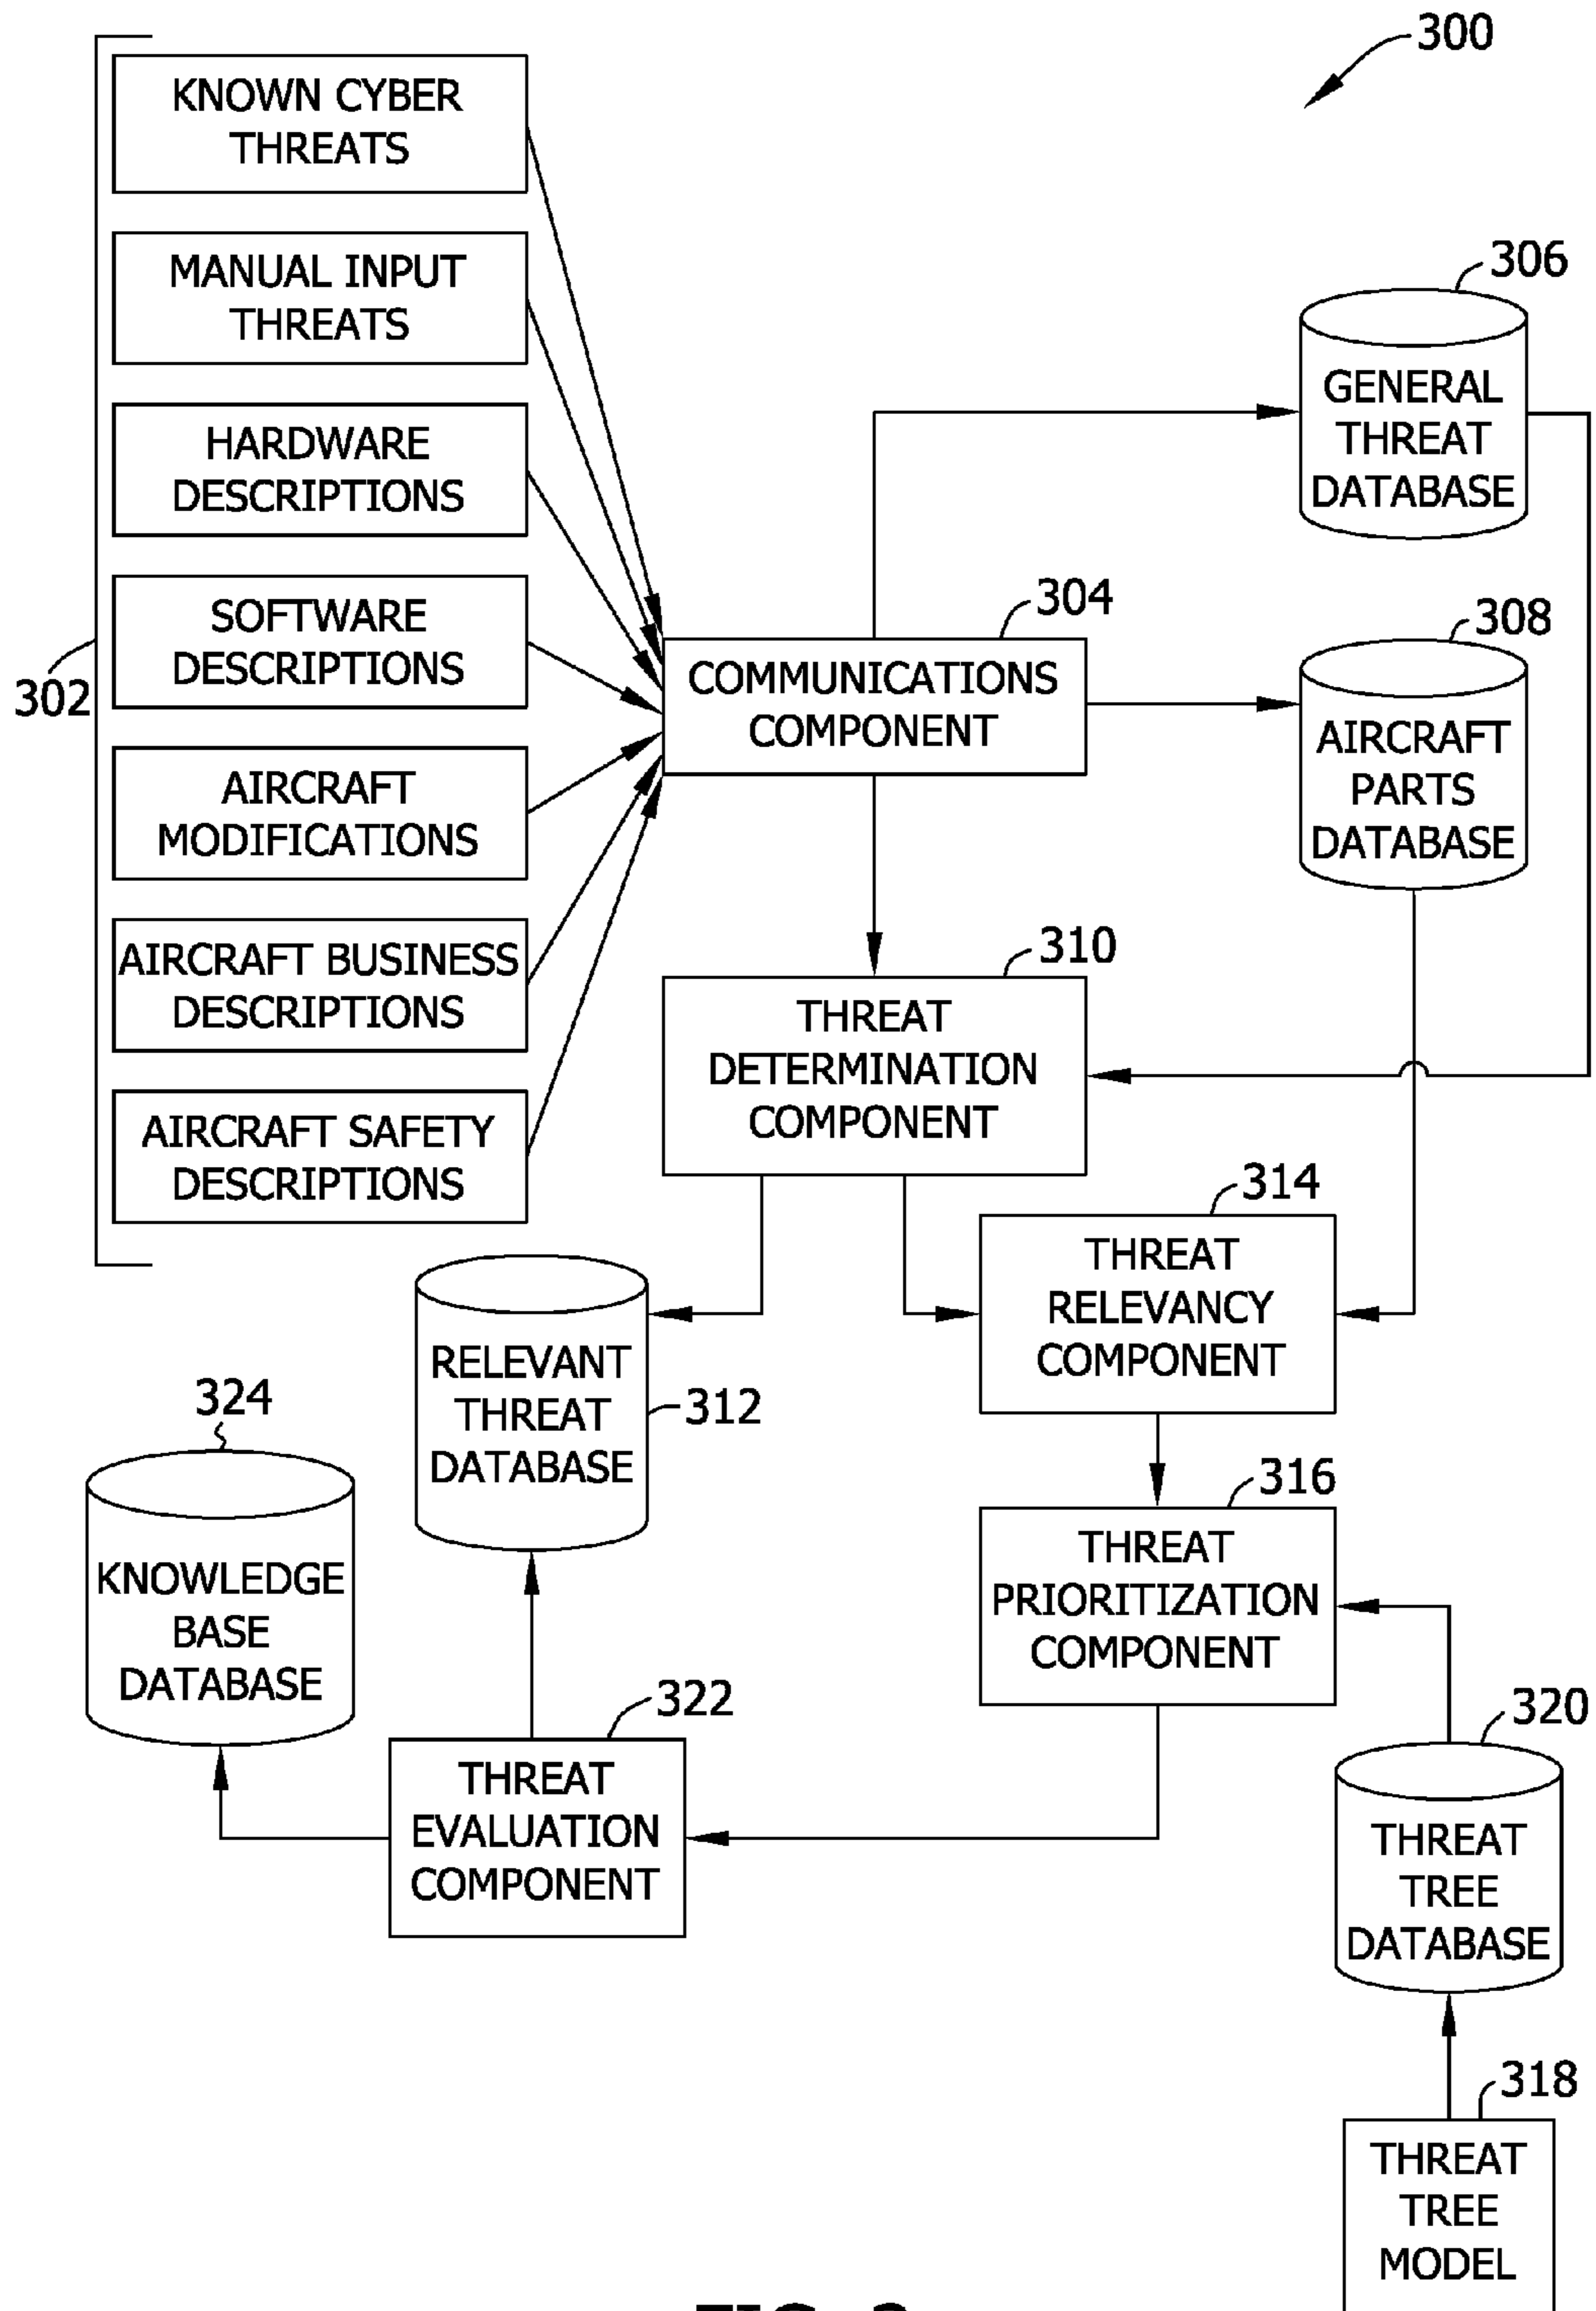 300
KNOWN CYBER
THREATS
MANUAL INPUT
THREATS
HARDWARE
DESCRIPTIONS
SOFTWARE
DESCRIPTIONS
AIRCRAFT
MODIFICATIONS
AIRCRAFT BUSINESS
DESCRIPTIONS
AIRCRAFT SAFETY
DESCRIPTIONS
302
304
COMMUNICATIONS
COMPONENT
306
GENERAL
THREAT
DATABASE
308
AIRCRAFT
PARTS
DATABASE
310
THREAT
DETERMINATION
COMPONENT
312
RELEVANT
THREAT
DATABASE
314
THREAT
RELEVANCY
COMPONENT
316
THREAT
PRIORITIZATION
COMPONENT
324
KNOWLEDGE
BASE
DATABASE
322
THREAT
EVALUATION
COMPONENT
320
THREAT
TREE
DATABASE
318
THREAT
TREE
MODEL